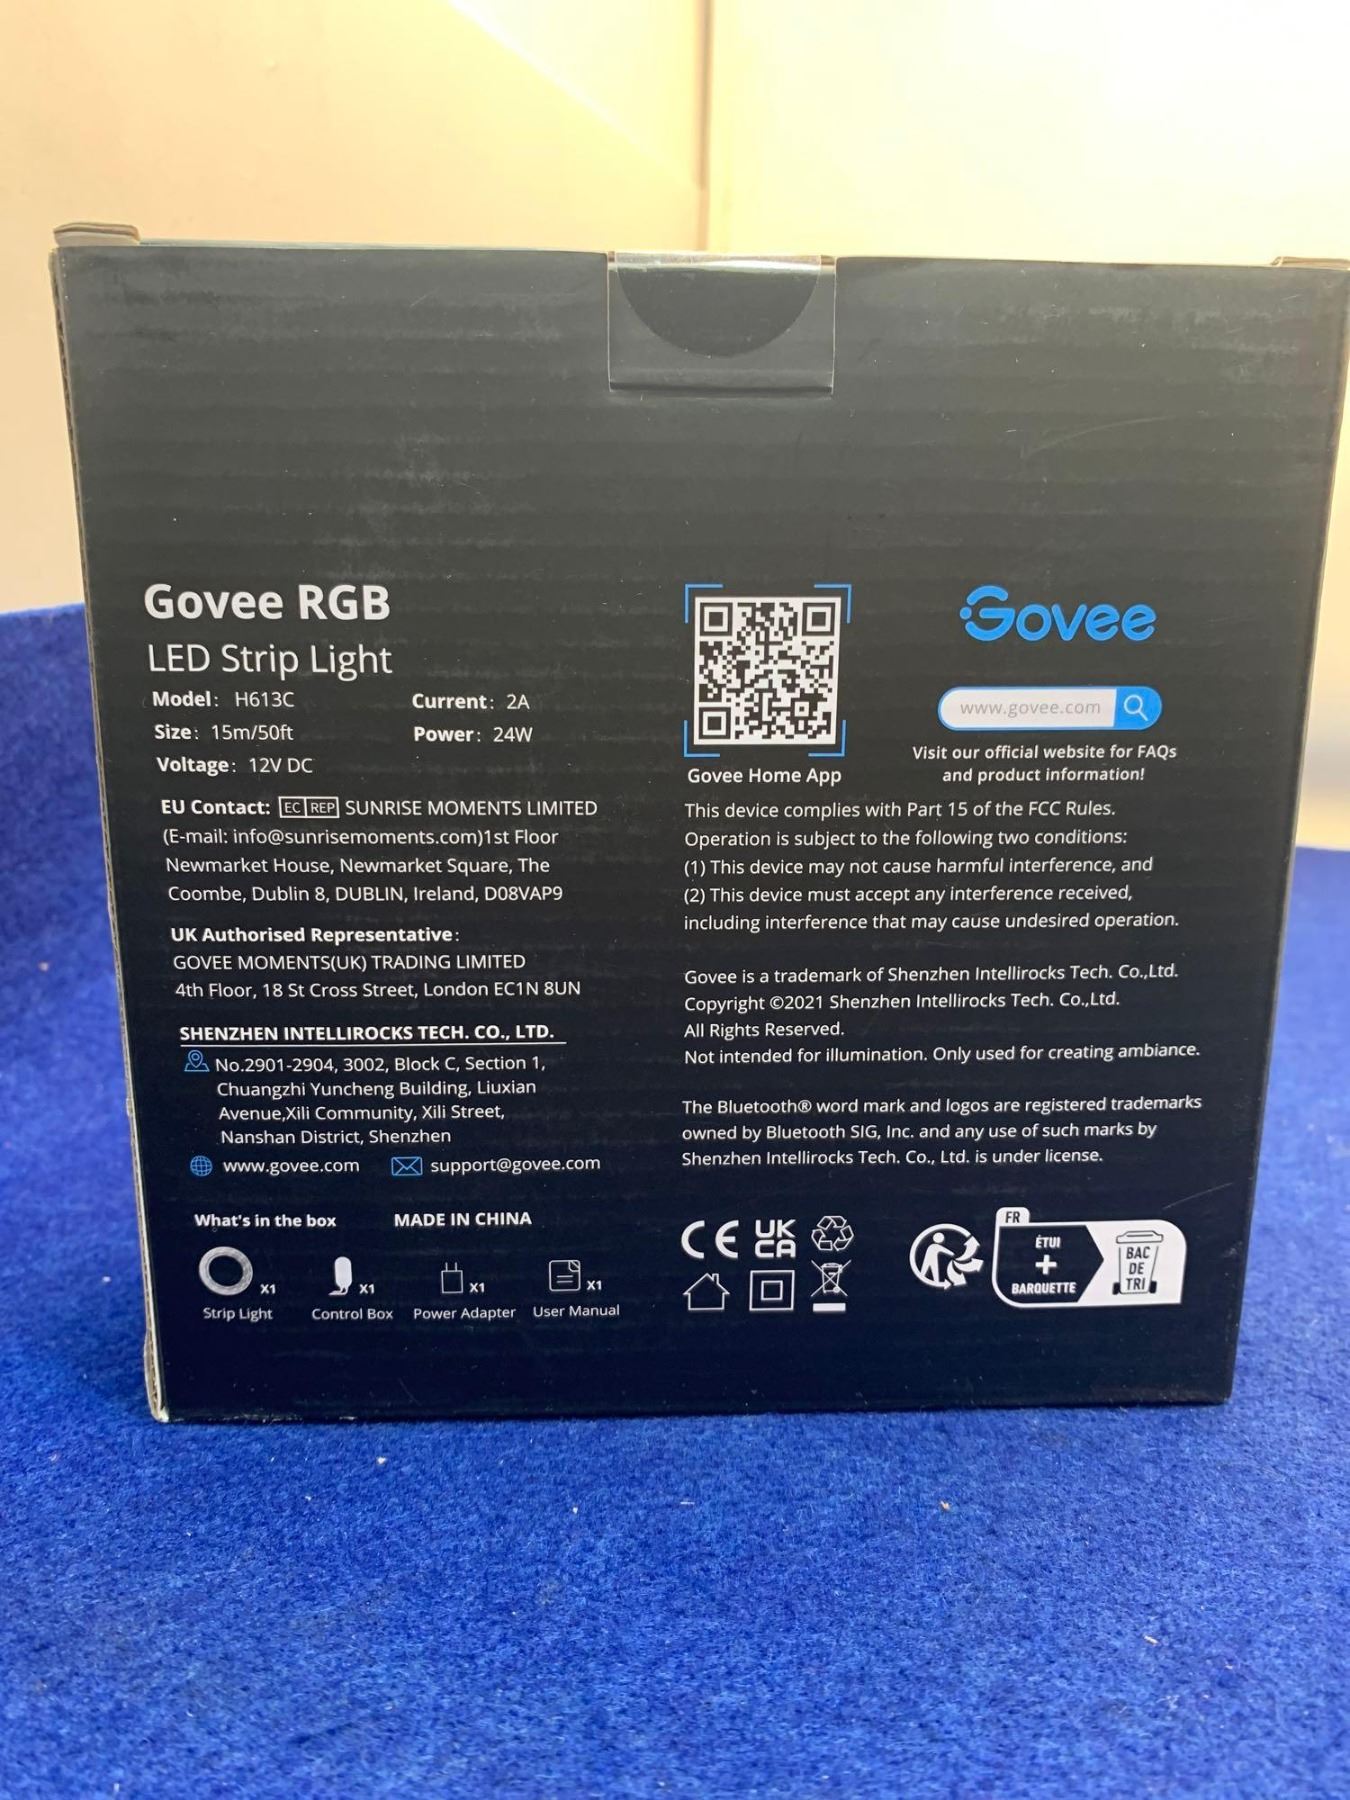 Govee RGB
LED Strip Light
Model: H613C
Current: 2A
Size: 15m/50ft
Power: 24W
Voltage: 12V DC
EU Contact: EC REP SUNRISE MOMENTS LIMITED
(E-mail: info@sunrisemoments.com)1st Floor
Newmarket House, Newmarket Square, The
Coombe, Dublin 8, DUBLIN, Ireland, D08VAP9
UK Authorised Representative:
GOVEE MOMENTS(UK) TRADING LIMITED
4th Floor, 18 St Cross Street, London EC1N 8UN
SHENZHEN INTELLIROCKS TECH. CO., LTD.
No.2901-2904, 3002, Block C, Section 1,
Chuangzhi Yuncheng Building, Liuxian
Avenue,Xili Community, Xili Street,
Nanshan District, Shenzhen
www.govee.com
support@govee.com
What's in the box
MADE IN CHINA
X1
X1
X1
X1
Strip Light
Control Box
Power Adapter
User Manual
Govee Home App
Govee
www.govee.com
Visit our official website for FAQs
and product information!
This device complies with Part 15 of the FCC Rules.
Operation is subject to the following two conditions:
(1) This device may not cause harmful interference, and
(2) This device must accept any interference received,
including interference that may cause undesired operation.
Govee is a trademark of Shenzhen Intellirocks Tech. Co.,Ltd.
Copyright ©2021 Shenzhen Intellirocks Tech. Co.,Ltd.
All Rights Reserved.
Not intended for illumination. Only used for creating ambiance.
The Bluetooth® word mark and logos are registered trademarks
owned by Bluetooth SIG, Inc. and any use of such marks by
Shenzhen Intellirocks Tech. Co., Ltd. is under license.
CE
UK
CA
FR
ÉTUI
+
BARQUETTE
BAC
DE
TRI